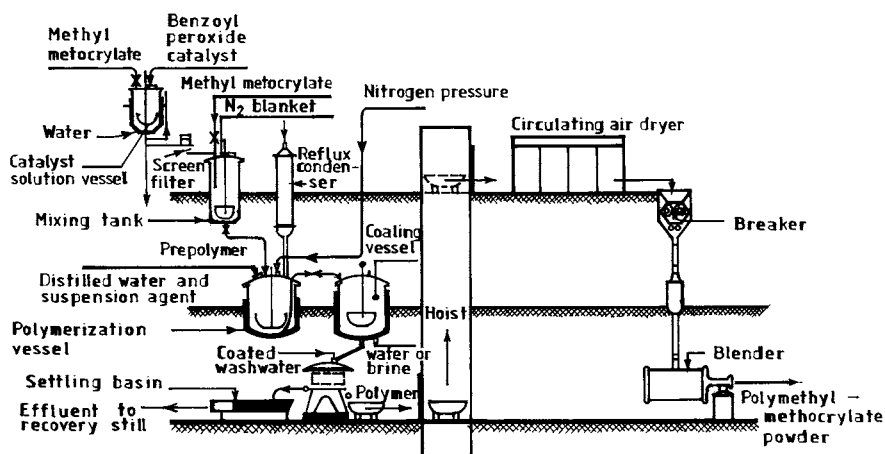 Methyl
metocrylate
Benzoyl
peroxide
catalyst
Methyl metocrylate
N₂ blanket
Nitrogen pressure
Water
Catalyst
solution vessel
Screen
filter
Reflux
conden-
ser
Circulating air dryer
Mixing tank
Prepolymer
Coaling
vessel
Breaker
Distilled water and
suspension agent
Polymerization
vessel
Hoist
Coated
washwater
wafer or
brine
Blender
Settling basin
Polymer
Effluent to
recovery still
Polymethyl –
methocrylate
powder